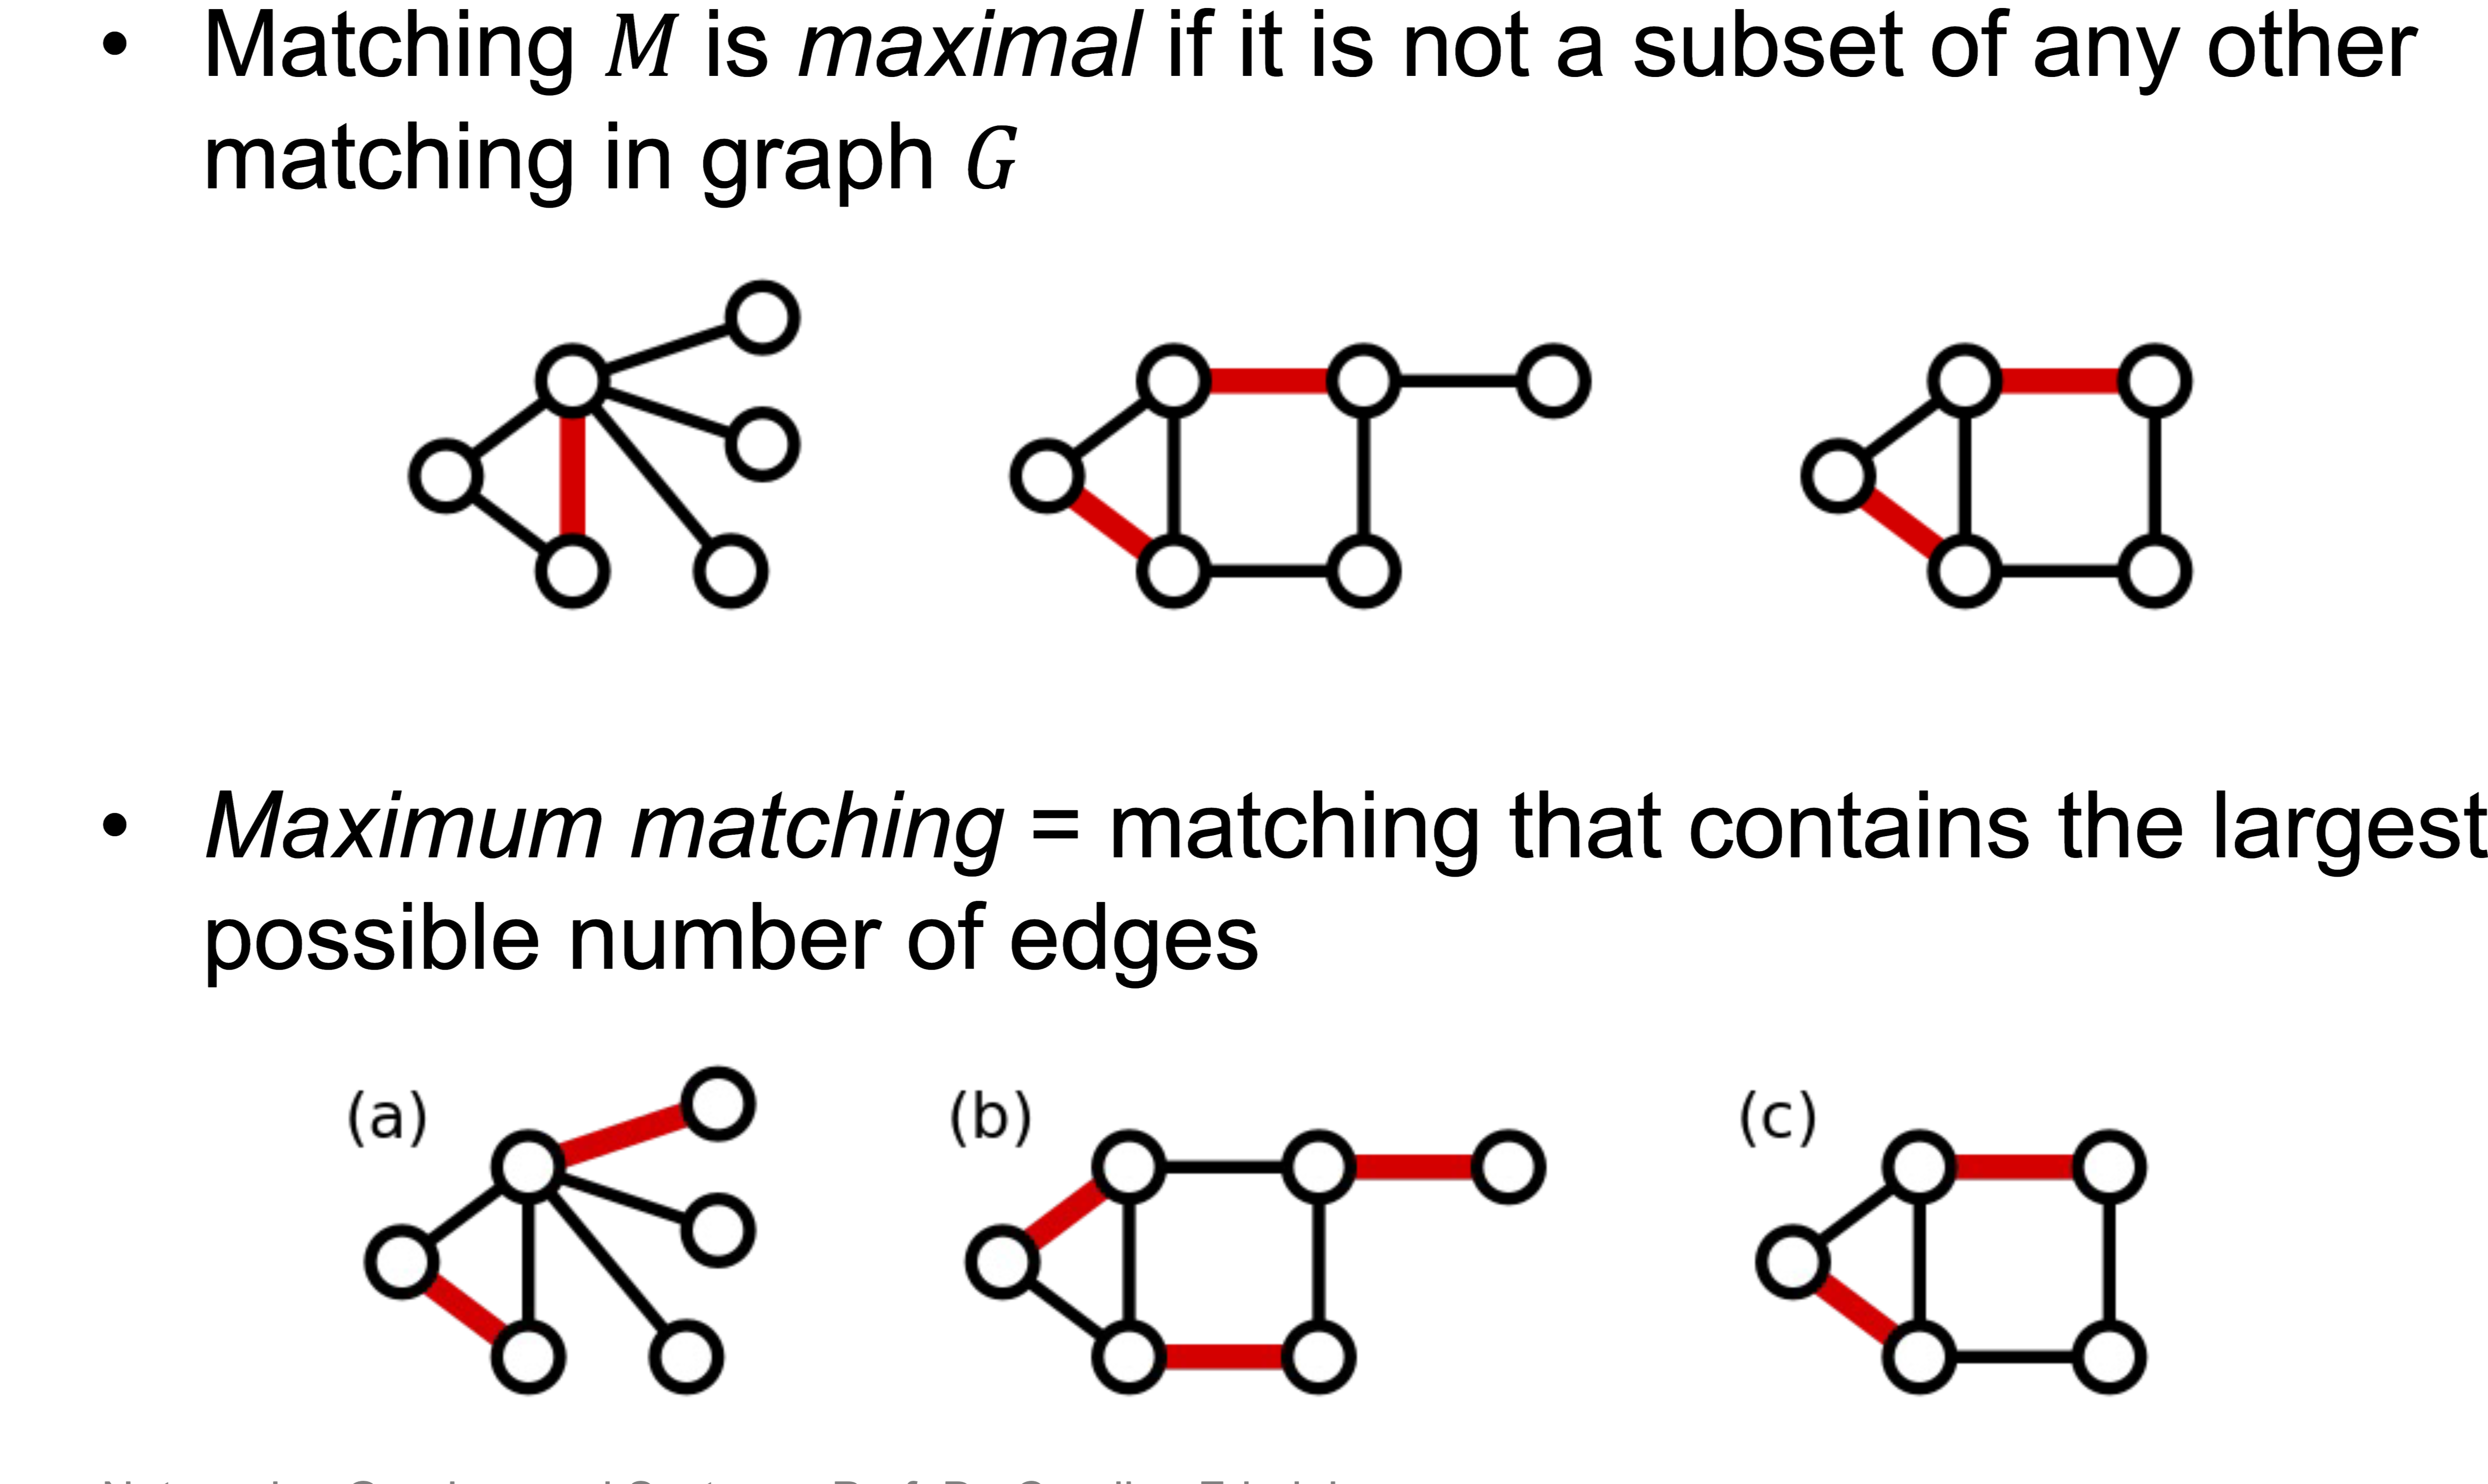 • Matching M is maximal if it is not a subset of any other
matching in graph G
• Maximum matching = matching that contains the largest
possible number of edges
(a) (b) (c)